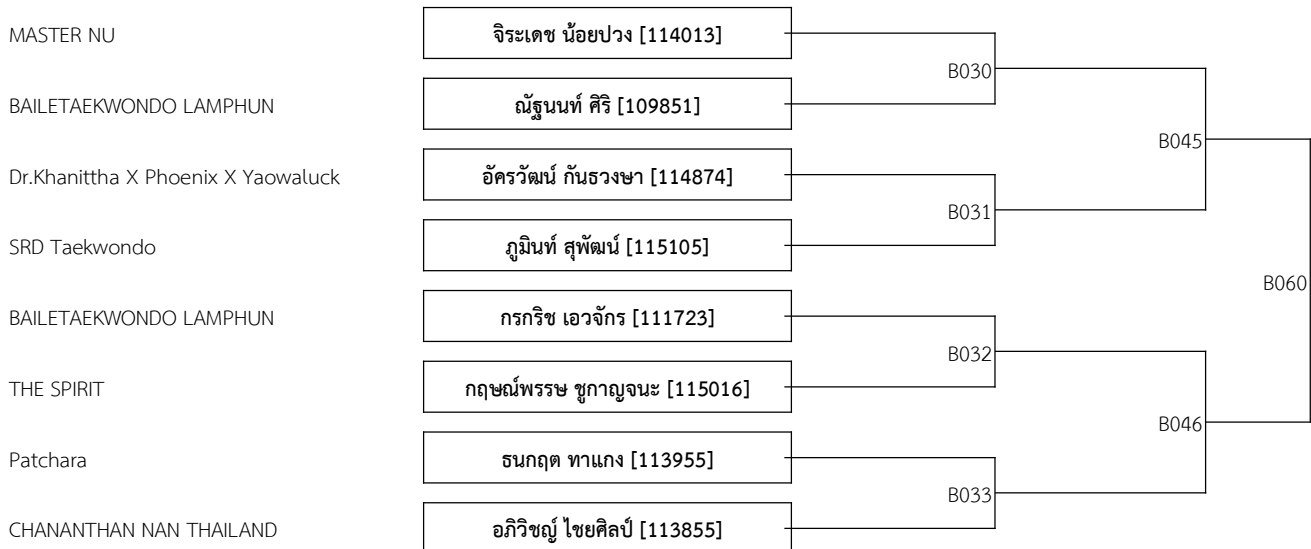 MASTER NU จิระเดช น้อยปวง [114013]
B030
BAILETAEKWONDO LAMPHUN ณัฐนนท์ ศิริ [109851]
B045
Dr.Khanittha X Phoenix X Yaowaluck อัครวัฒน์ กันธวงษา [114874]
B031
SRD Taekwondo ภูมินท์ สุพัฒน์ [115105]
B060
BAILETAEKWONDO LAMPHUN กรกริช เอวจักร [111723]
B032
THE SPIRIT กฤษณ์พรรษ ชูกาญจนะ [115016]
B046
Patchara ธนกฤต ทาแกง [113955]
B033
CHANANTHAN NAN THAILAND อภิวิชญ์ ไชยศิลป์ [113855]